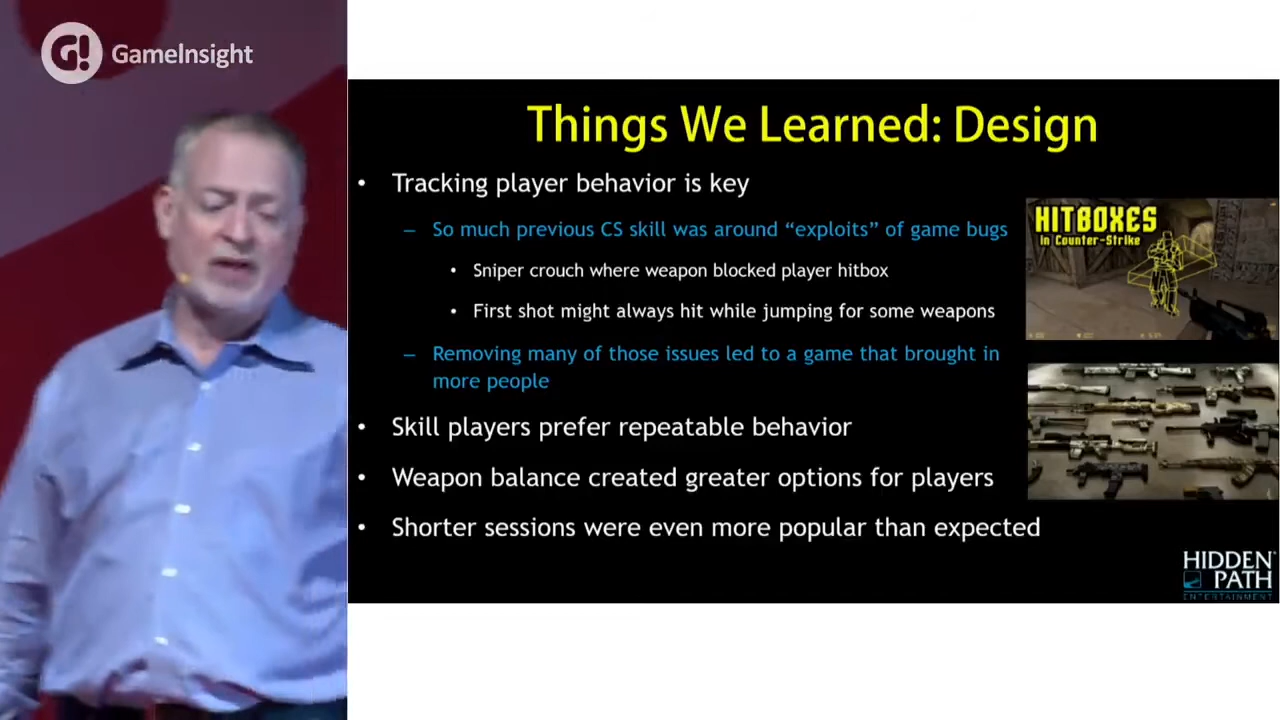 G! GameInsight
Things We Learned: Design
• Tracking player behavior is key
– So much previous CS skill was around “exploits” of game bugs
• Sniper crouch where weapon blocked player hitbox
• First shot might always hit while jumping for some weapons
– Removing many of those issues led to a game that brought in
more people
• Skill players prefer repeatable behavior
• Weapon balance created greater options for players
• Shorter sessions were even more popular than expected
HITBOXES
in Counter-Strike
HIDDEN
PATH
ENTERTAINMENT